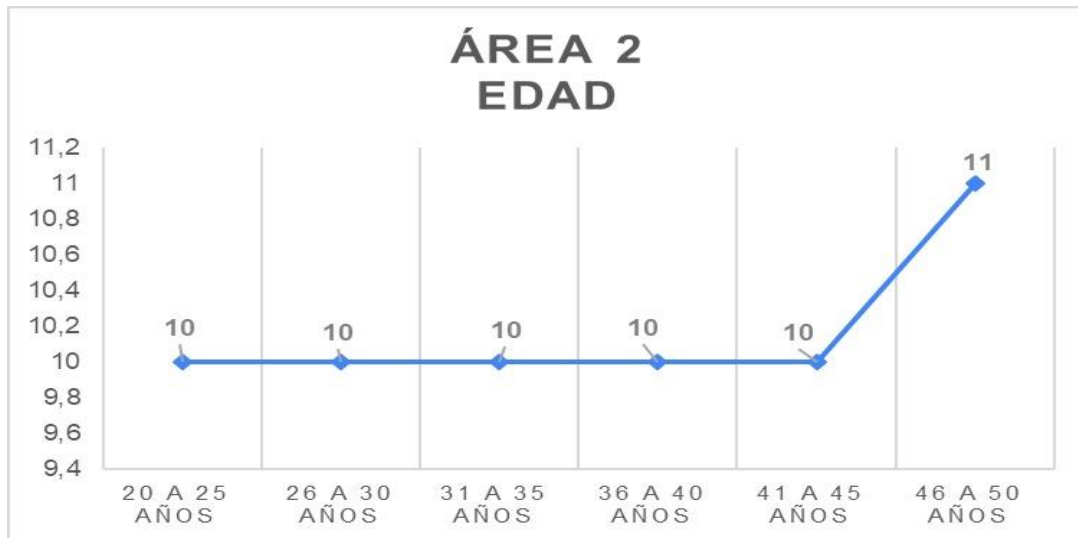 ÁREA 2
EDAD
11,2
11
10,8
10,6
10,4
10,2
10
9,8
9,6
9,4
10
10
10
10
10
11
20 A 25 AÑOS
26 A 30 AÑOS
31 A 35 AÑOS
36 A 40 AÑOS
41 A 45 AÑOS
46 A 50 AÑOS